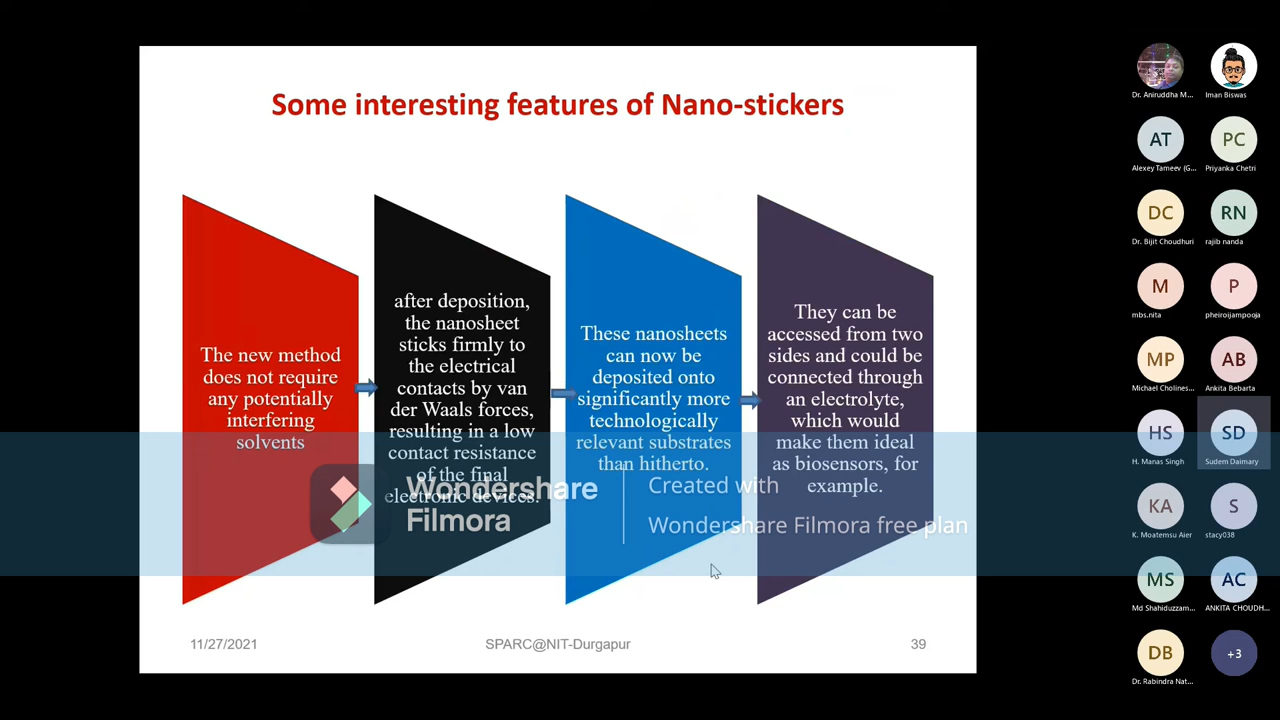 Some interesting features of Nano-stickers
The new method
does not require
any potentially
interfering
solvents
after deposition,
the nanosheet
sticks firmly to
the electrical
contacts by van
der Waals forces,
resulting in a low
contact resistance
of the final
electronic devices.
These nanosheets
can now be
deposited onto
significantly more
technologically
relevant substrates
than hitherto.
They can be
accessed from two
sides and could be
connected through
an electrolyte,
which would
make them ideal
as biosensors, for
example.
Wondershare
Filmora
Created with
Wondershare Filmora free plan
11/27/2021
SPARC@NIT-Durgapur
39
Dr. Aniruddha M...
Iman Biswas
AT
Alexey Tameev (G...
PC
Priyanka Chetri
DC
Dr. Bijit Choudhuri
RN
rajib nanda
M
mbs.nita
P
pheiroijampooja
MP
Michael Cholines...
AB
Ankita Bebarta
HS
H. Manas Singh
SD
Sudem Daimary
KA
K. Moatemsu Aier
S
stacy038
MS
Md Shahiduzzam...
AC
ANKITA CHOUDH...
DB
Dr. Rabindra Nat...
+3